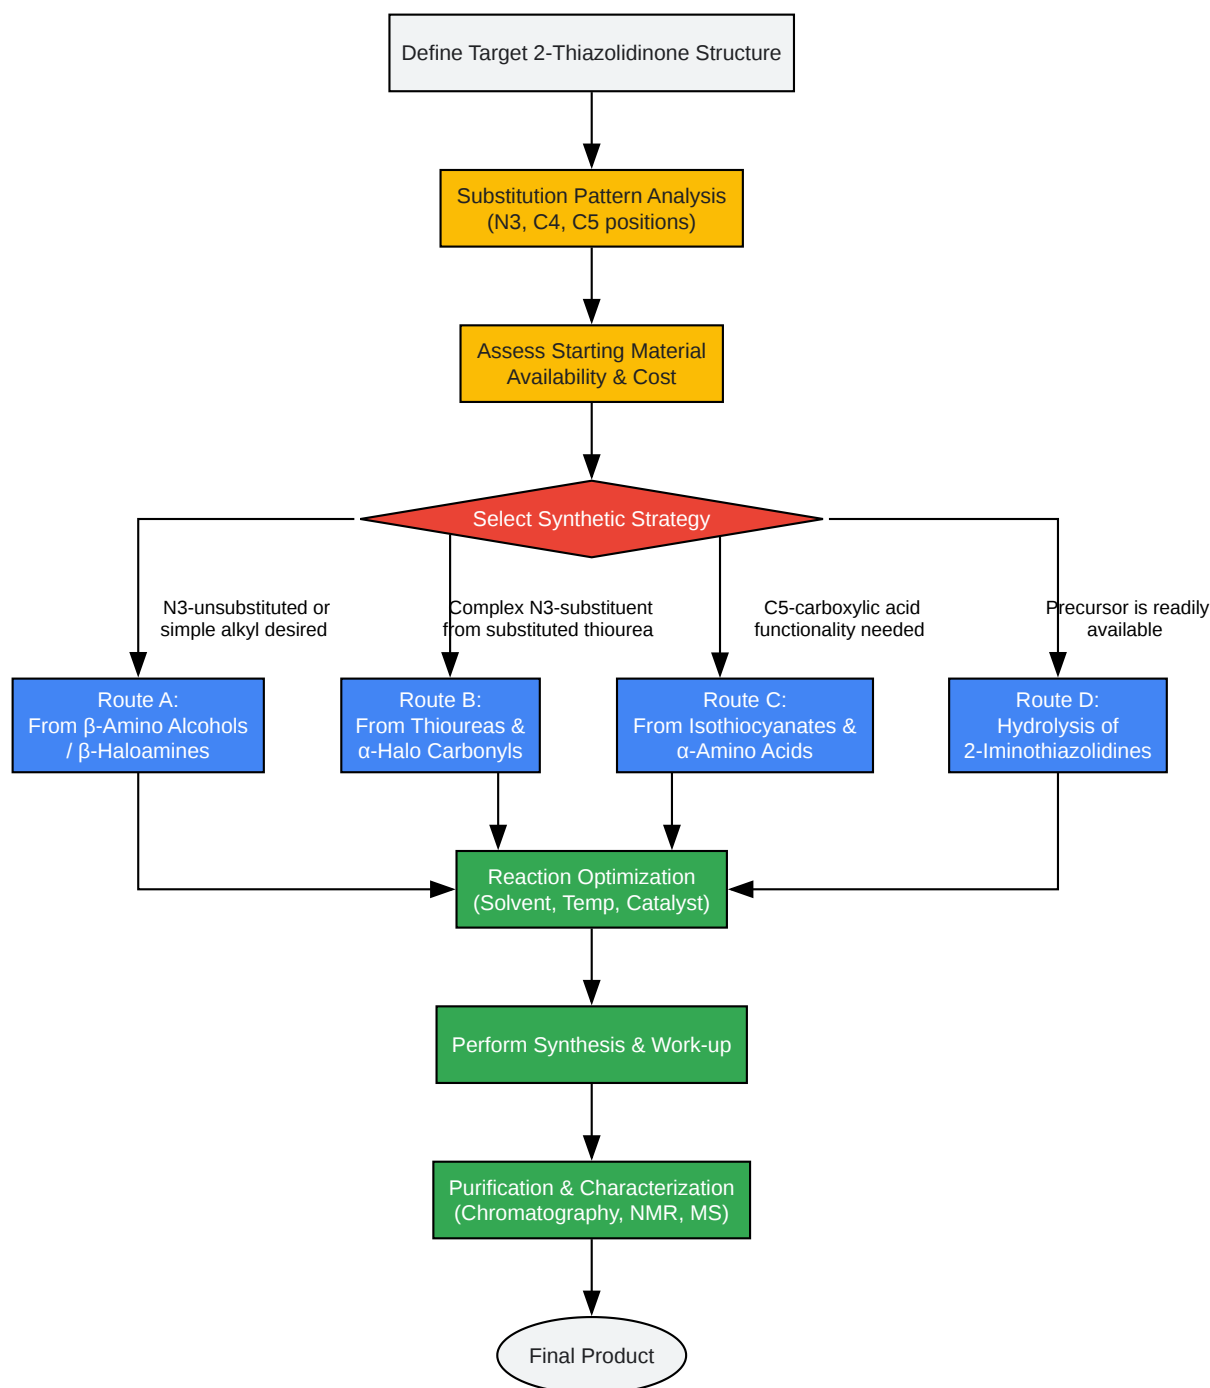 Define Target 2-Thiazolidinone Structure
Substitution Pattern Analysis
(N3, C4, C5 positions)
Assess Starting Material
Availability & Cost
Select Synthetic Strategy
N3-unsubstituted or
simple alkyl desired
Complex N3-substituent
from substituted thiourea
C5-carboxylic acid
functionality needed
Precursor is readily
available
Route A:
From β-Amino Alcohols
/ β-Haloamines
Route B:
From Thioureas &
α-Halo Carbonyls
Route C:
From Isothiocyanates &
α-Amino Acids
Route D:
Hydrolysis of
2-Iminothiazolidines
Reaction Optimization
(Solvent, Temp, Catalyst)
Perform Synthesis & Work-up
Purification & Characterization
(Chromatography, NMR, MS)
Final Product